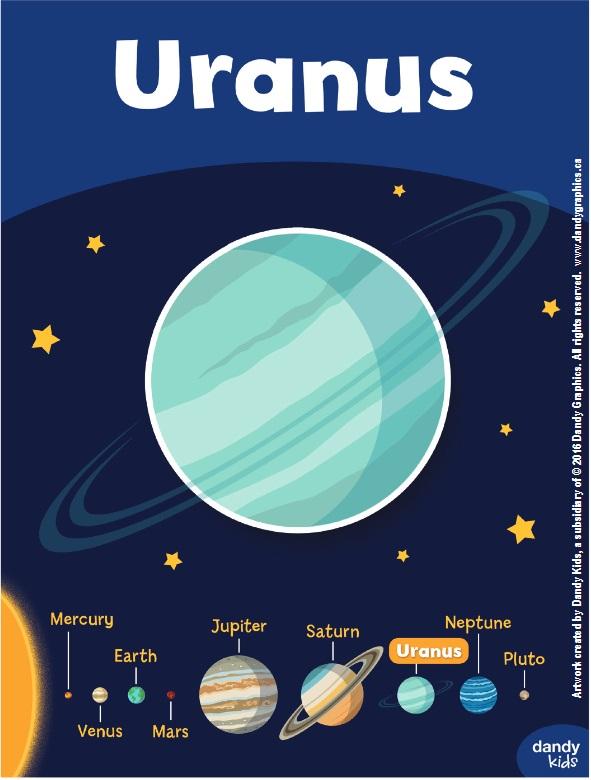 Uranus
Artwork created by Dandy Kids, a subsidiary of © 2016 Dandy Graphics. All rights reserved. www.dandygraphics.ca
Mercury
Venus
Earth
Mars
Jupiter
Saturn
Uranus
Neptune
Pluto
dandy
kids